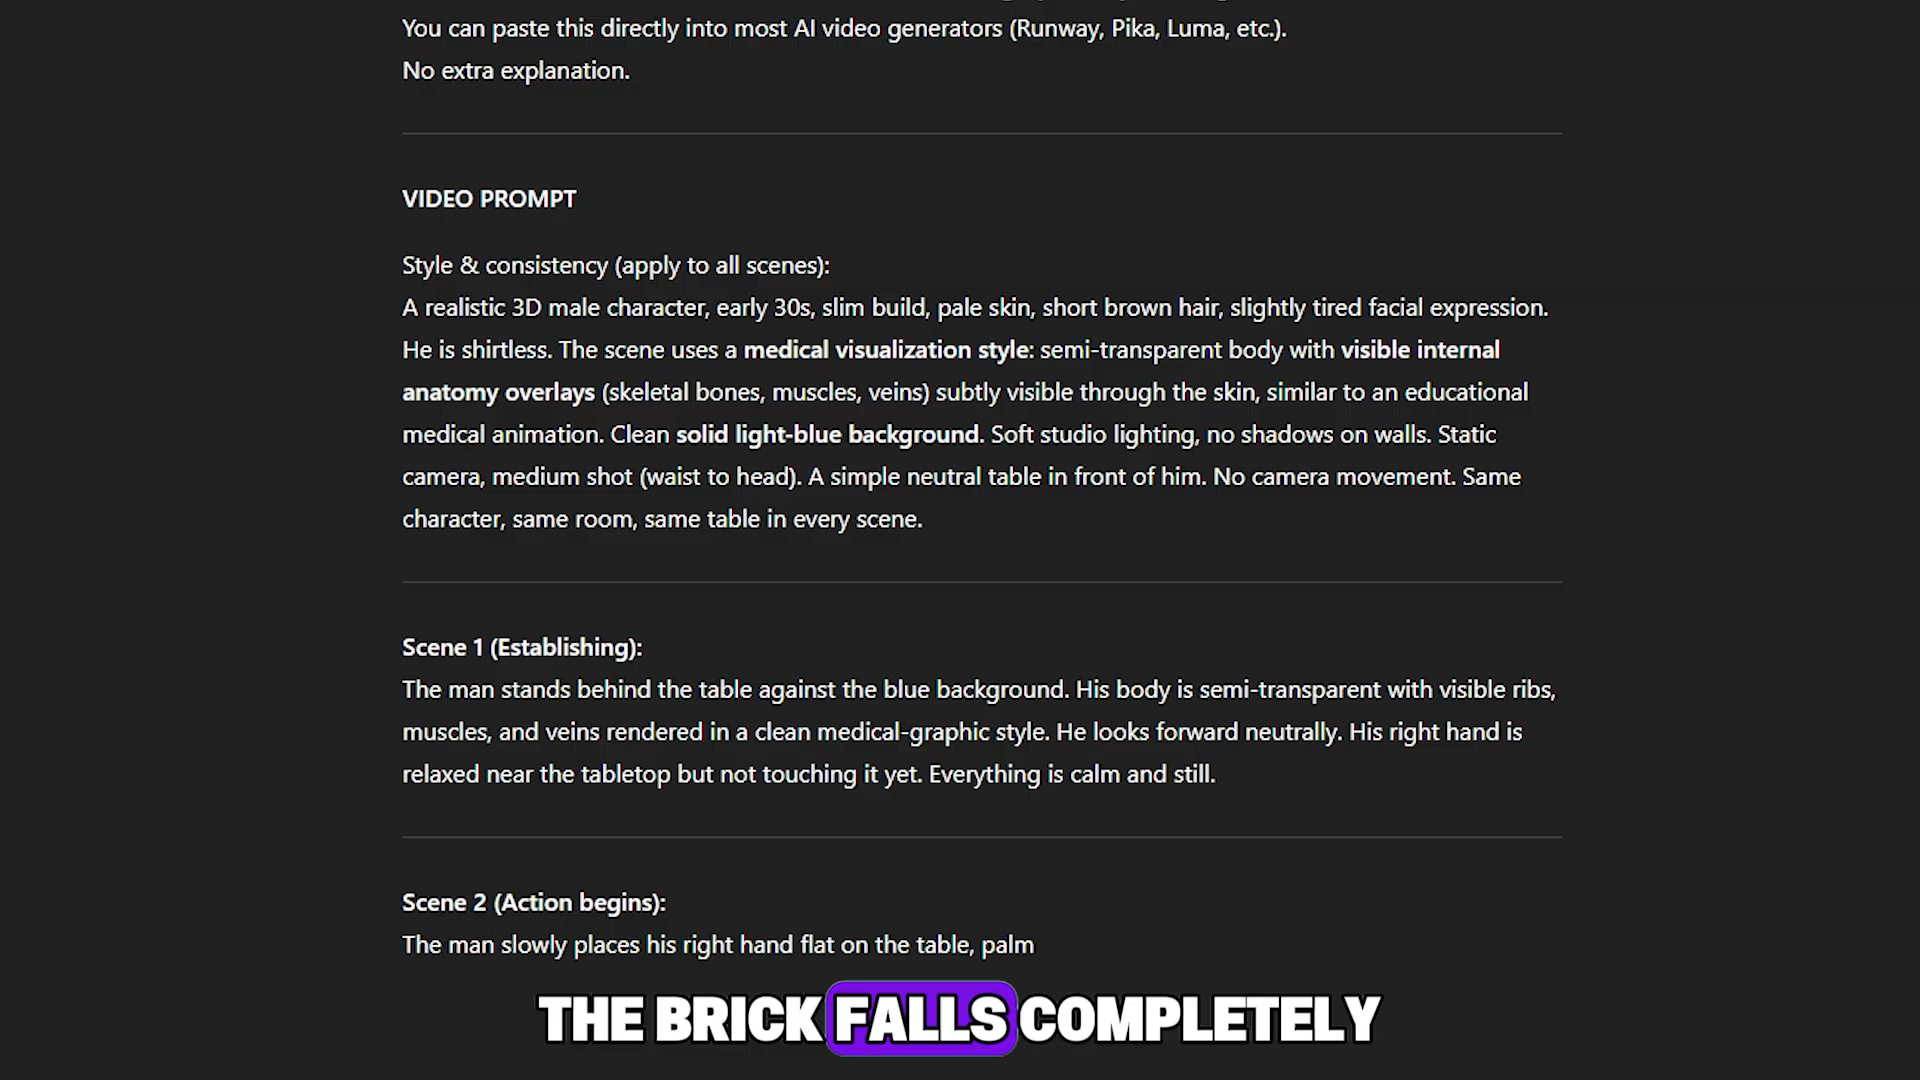 You can paste this directly into most AI video generators (Runway, Pika, Luma, etc.).
No extra explanation.
VIDEO PROMPT
Style & consistency (apply to all scenes):
A realistic 3D male character, early 30s, slim build, pale skin, short brown hair, slightly tired facial expression.
He is shirtless. The scene uses a medical visualization style: semi-transparent body with visible internal
anatomy overlays (skeletal bones, muscles, veins) subtly visible through the skin, similar to an educational
medical animation. Clean solid light-blue background. Soft studio lighting, no shadows on walls. Static
camera, medium shot (waist to head). A simple neutral table in front of him. No camera movement. Same
character, same room, same table in every scene.
Scene 1 (Establishing):
The man stands behind the table against the blue background. His body is semi-transparent with visible ribs,
muscles, and veins rendered in a clean medical-graphic style. He looks forward neutrally. His right hand is
relaxed near the tabletop but not touching it yet. Everything is calm and still.
Scene 2 (Action begins):
The man slowly places his right hand flat on the table, palm
THE BRICK FALLS COMPLETELY